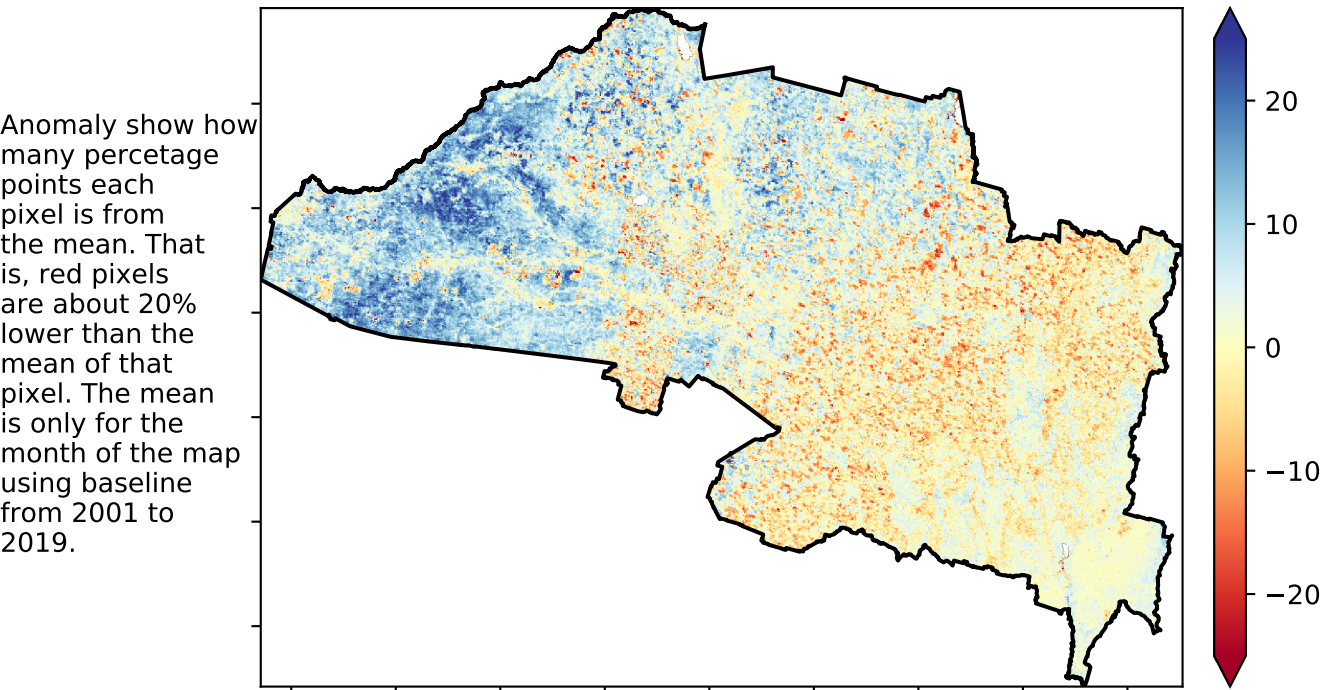 Anomaly show how
many percetage
points each
pixel is from
the mean. That
is, red pixels
are about 20%
lower than the
mean of that
pixel. The mean
is only for the
month of the map
using baseline
from 2001 to
2019.
20
10
0
−10
−20